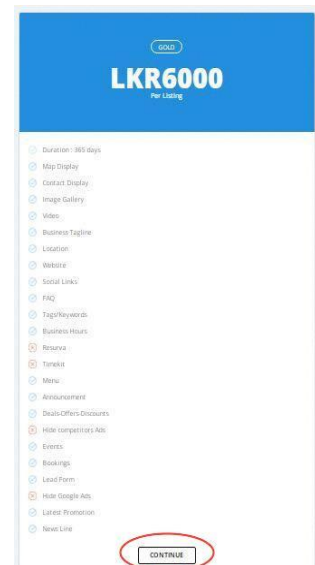 GOLD
LKR6000
Per Listing
Duration : 365 days
Map Display
Contact Display
Image Gallery
Video
Business Tagline
Location
Website
Social Links
FAQ
Tags/Keywords
Business Hours
Resurva
Timekit
Menu
Announcment
Deals-Offers-Discounts
Hide competitors Ads
Events
Bookings
Lead Form
Hide Google Ads
Latest Promotion
News Line
CONTINUE